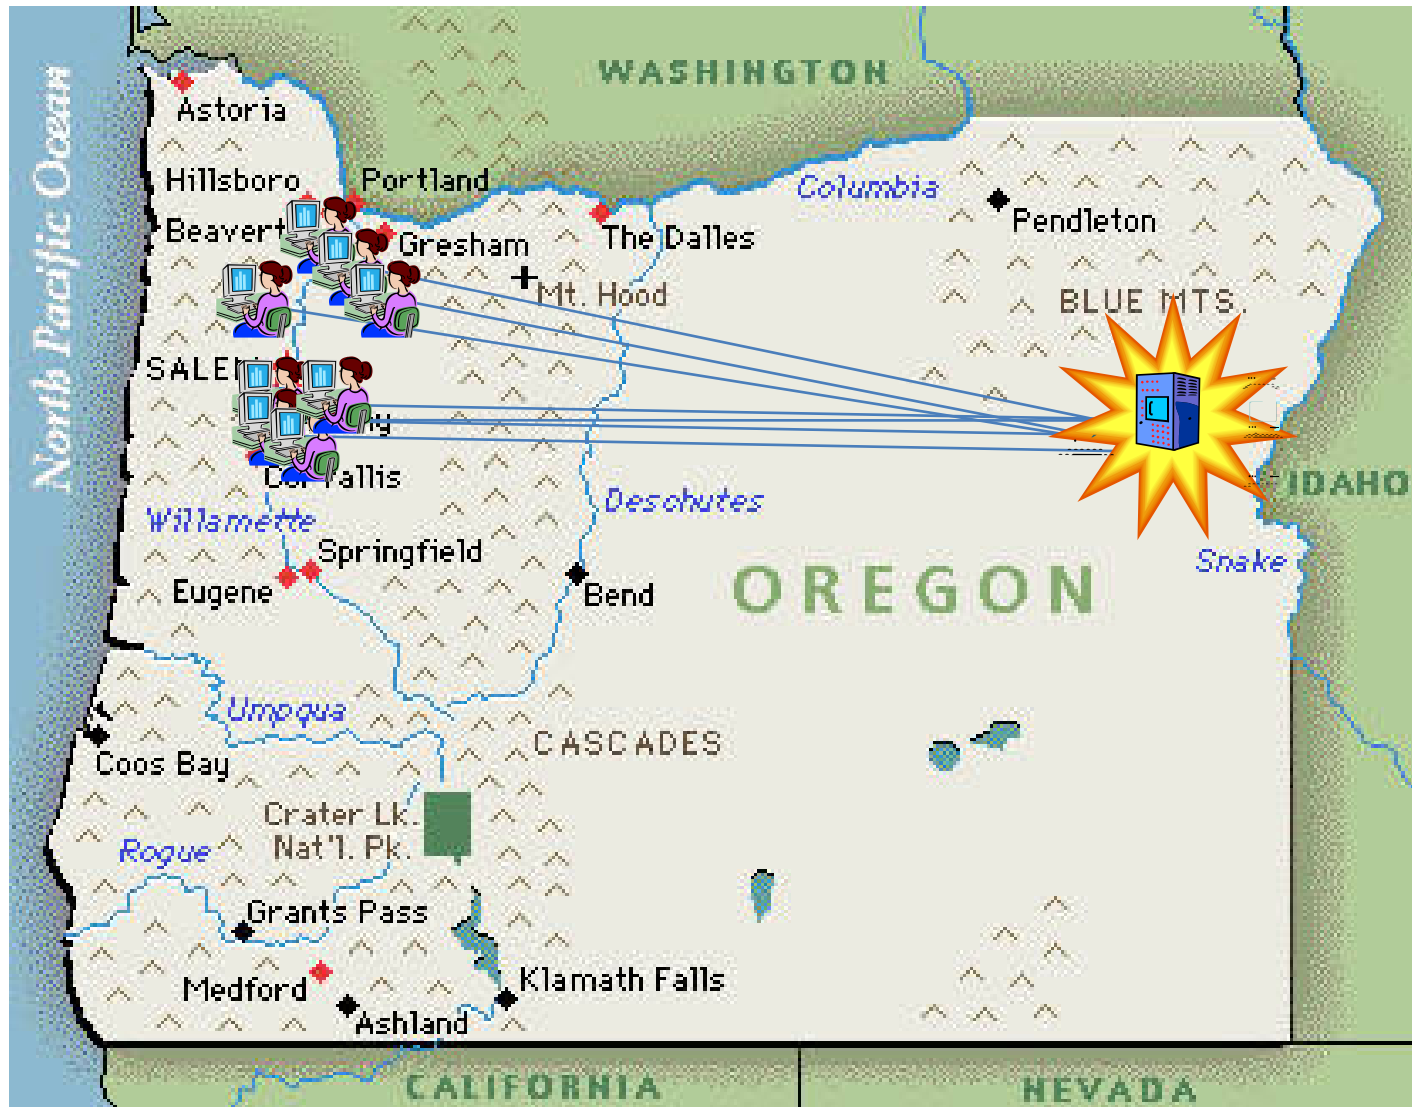 WASHINGTON
North Pacific Ocean
Astoria
Hillsboro
Portland
Columbia
Pendleton
Gresham
The Dalles
Mt. Hood
BLUE MTS.
Deschutes
IDAHO
Willamette
Springfield
Snake
Eugene
Bend
OREGON
Umpqua
CASCADES
Coos Bay
Crater Lk.
Nat'l. Pk.
Rogue
Grants Pass
Medford
Klamath Falls
Ashland
CALIFORNIA
NEVADA